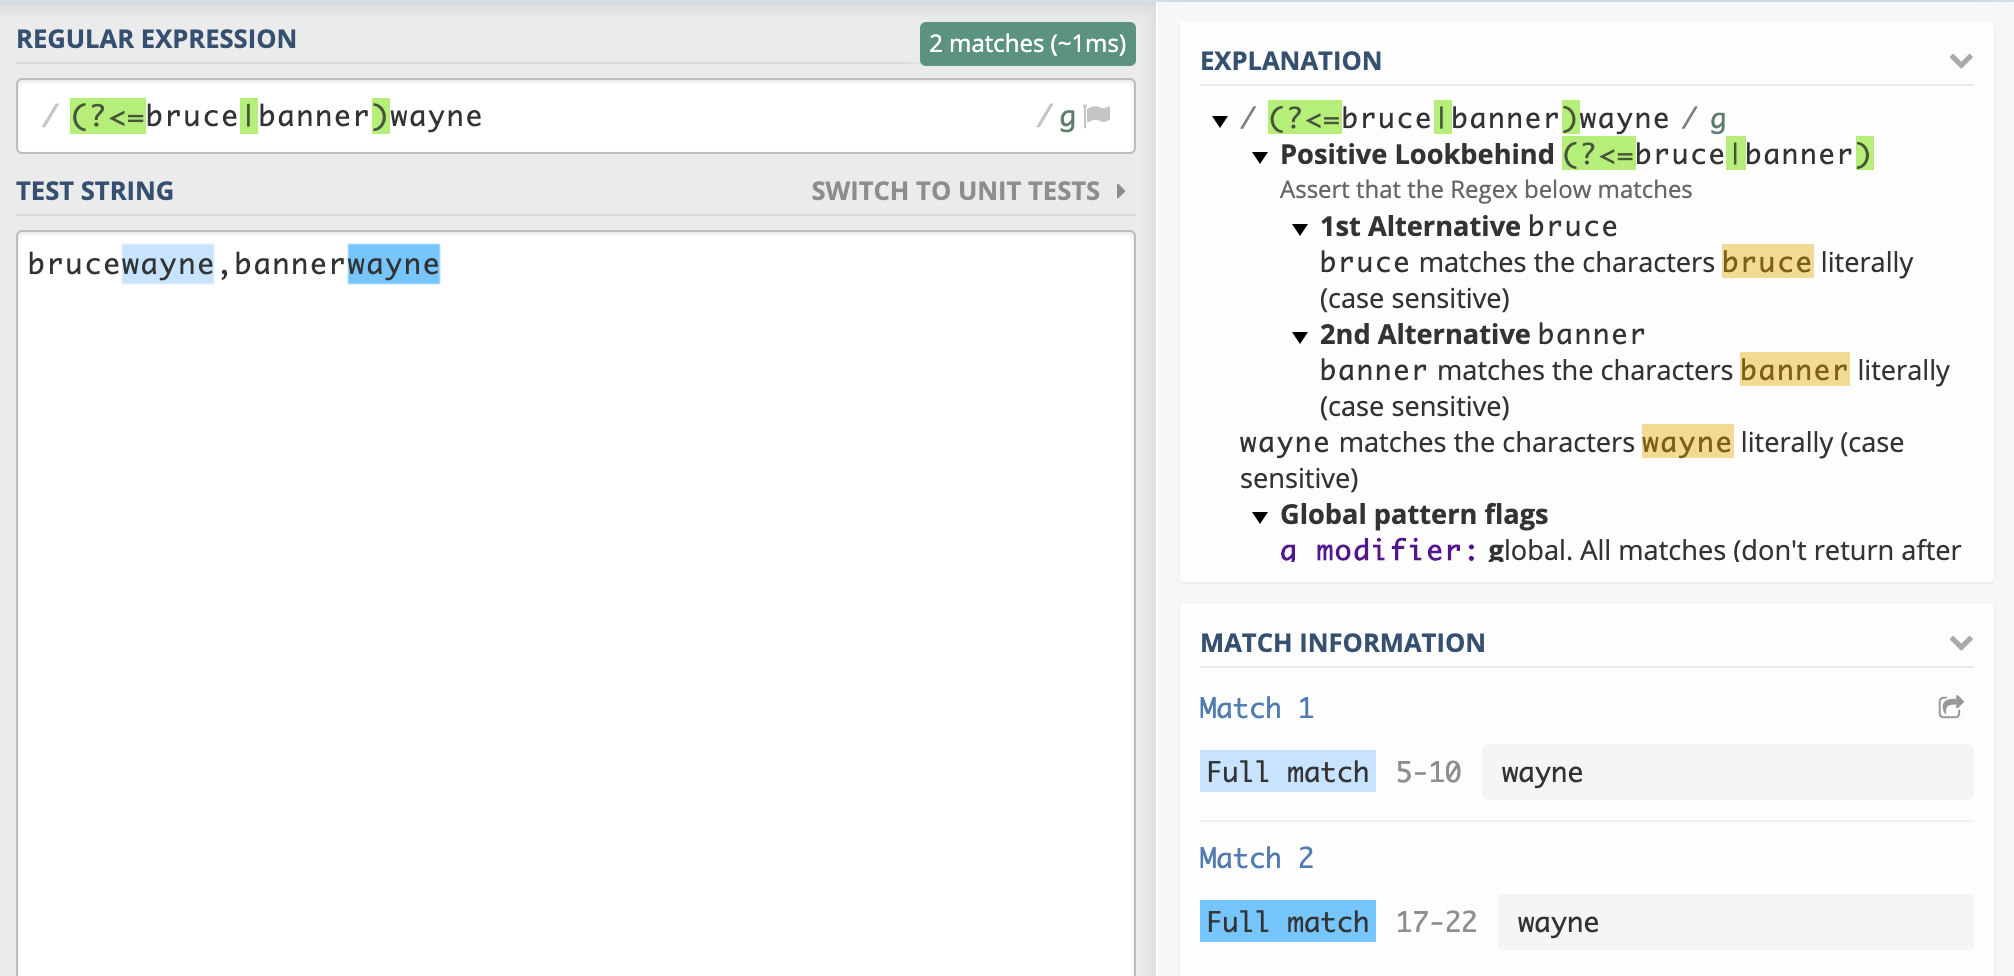 REGULAR EXPRESSION
2 matches (~1ms)
/ (?<=bruce|banner)wayne / g
TEST STRING
SWITCH TO UNIT TESTS
brucewayne,bannerwayne
EXPLANATION
/ (?<=bruce|banner)wayne / g
Positive Lookbehind (?<=bruce|banner)
Assert that the Regex below matches
1st Alternative bruce
bruce matches the characters bruce literally
(case sensitive)
2nd Alternative banner
banner matches the characters banner literally
(case sensitive)
wayne matches the characters wayne literally (case
sensitive)
Global pattern flags
g modifier: global. All matches (don't return after
MATCH INFORMATION
Match 1
Full match 5-10 wayne
Match 2
Full match 17-22 wayne